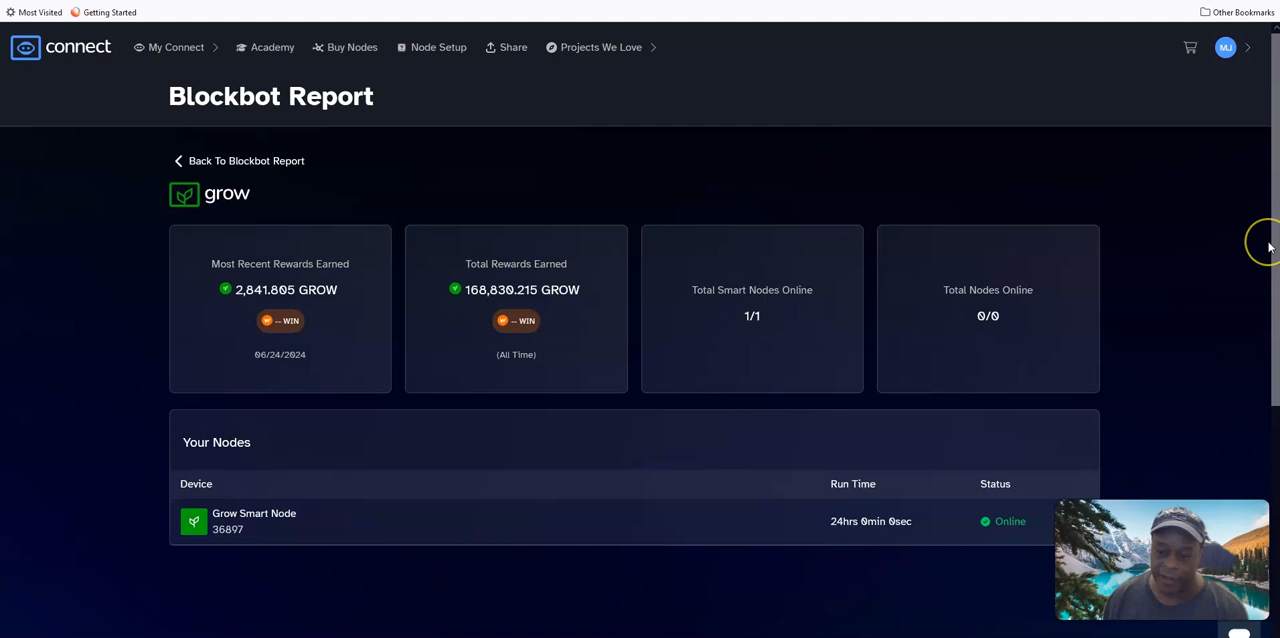 Most Visited Getting Started Other Bookmarks
connect My Connect Academy Buy Nodes Node Setup Share Projects We Love MJ
Blockbot Report
Back To Blockbot Report
grow
Most Recent Rewards Earned
2,841.805 GROW
W -- WIN
06/24/2024
Total Rewards Earned
168,830.215 GROW
W -- WIN
(All Time)
Total Smart Nodes Online
1/1
Total Nodes Online
0/0
Your Nodes
Device Run Time Status
Grow Smart Node
36897
24hrs 0min 0sec Online